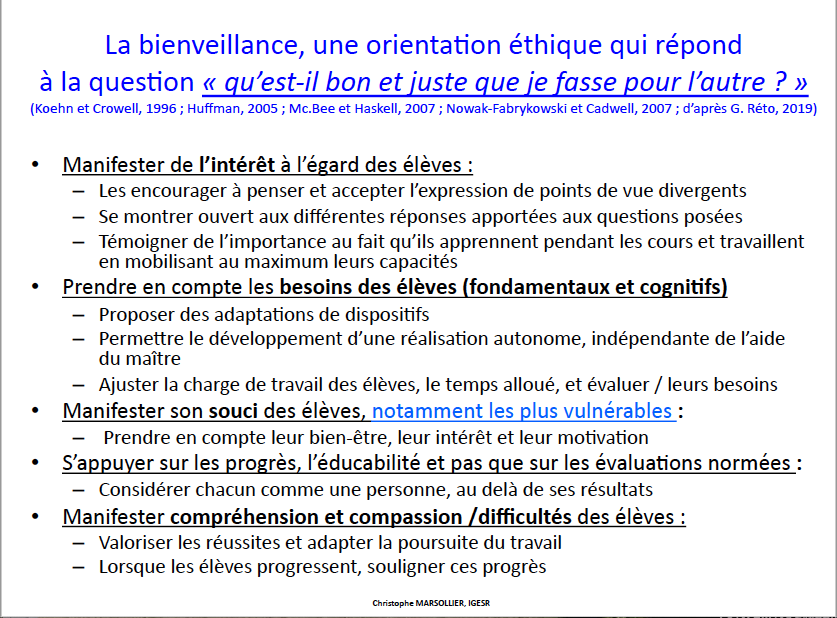 La bienveillance, une orientation éthique qui répond
à la question « qu'est-il bon et juste que je fasse pour l'autre ? »
(Koehn et Crowell, 1996 ; Huffman, 2005 ; Mc.Bee et Haskell, 2007 ; Nowak-Fabrykowski et Cadwell, 2007 ; d'après G. Réto, 2019)
• Manifester de l'intérêt à l'égard des élèves :
– Les encourager à penser et accepter l'expression de points de vue divergents
– Se montrer ouvert aux différentes réponses apportées aux questions posées
– Témoigner de l'importance au fait qu'ils apprennent pendant les cours et travaillent
en mobilisant au maximum leurs capacités
• Prendre en compte les besoins des élèves (fondamentaux et cognitifs)
– Proposer des adaptations de dispositifs
– Permettre le développement d'une réalisation autonome, indépendante de l'aide
du maître
– Ajuster la charge de travail des élèves, le temps alloué, et évaluer / leurs besoins
• Manifester son souci des élèves, notamment les plus vulnérables :
– Prendre en compte leur bien-être, leur intérêt et leur motivation
• S'appuyer sur les progrès, l'éducabilité et pas que sur les évaluations normées :
– Considérer chacun comme une personne, au delà de ses résultats
• Manifester compréhension et compassion /difficultés des élèves :
– Valoriser les réussites et adapter la poursuite du travail
– Lorsque les élèves progressent, souligner ces progrès
Christophe MARSOLLIER, IGESR